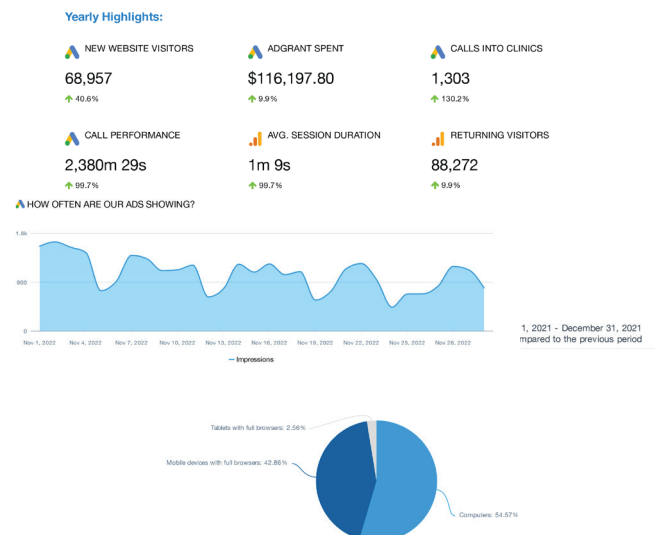 Yearly Highlights:
NEW WEBSITE VISITORS
68,957
40.6%
ADGRANT SPENT
$116,197.80
9.9%
CALLS INTO CLINICS
1,303
130.2%
CALL PERFORMANCE
2,380m 29s
99.7%
AVG. SESSION DURATION
1m 9s
99.7%
RETURNING VISITORS
88,272
9.9%
HOW OFTEN ARE OUR ADS SHOWING?
1.8k
900
0
Nov 1, 2022
Nov 4, 2022
Nov 7, 2022
Nov 10, 2022
Nov 13, 2022
Nov 16, 2022
Nov 19, 2022
Nov 22, 2022
Nov 25, 2022
Nov 28, 2022
Impressions
1, 2021 - December 31, 2021
mpared to the previous period
Tablets with full browsers: 2.56%
Mobile devices with full browsers: 42.86%
Computers: 54.57%